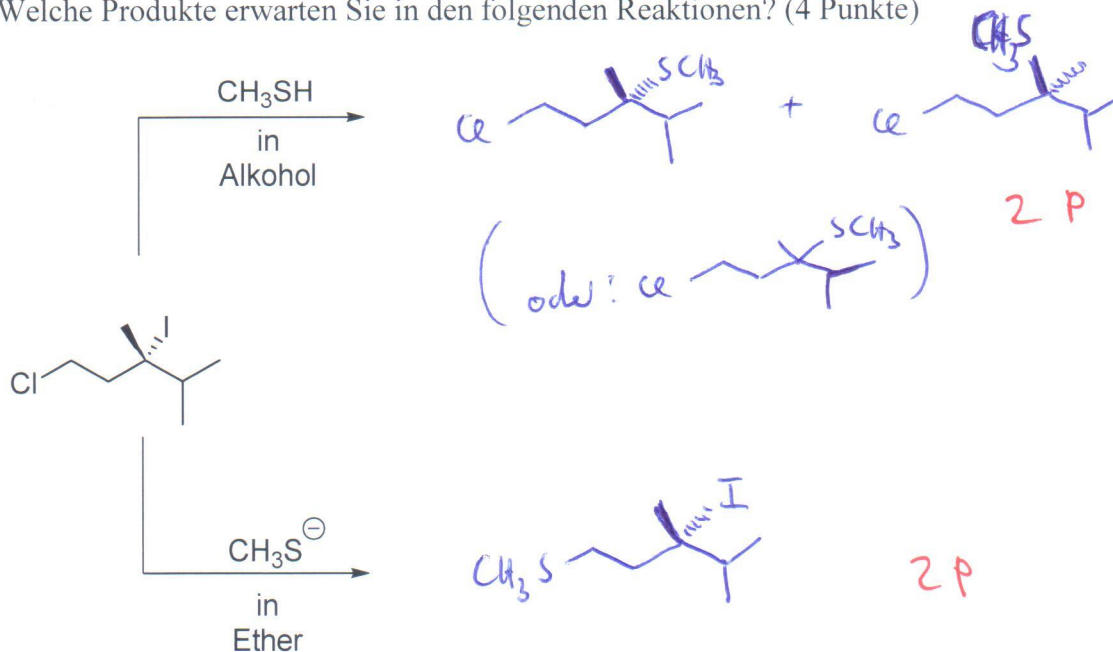 Welche Produkte erwarten Sie in den folgenden Reaktionen? (4 Punkte)
CH₃SH
in
Alkohol
Cl
SCH₃
+
CH₃S
Cl
2 P
(oder: Cl SCH₃)
I
Cl
CH₃S⊖
in
Ether
CH₃S
I
2 P